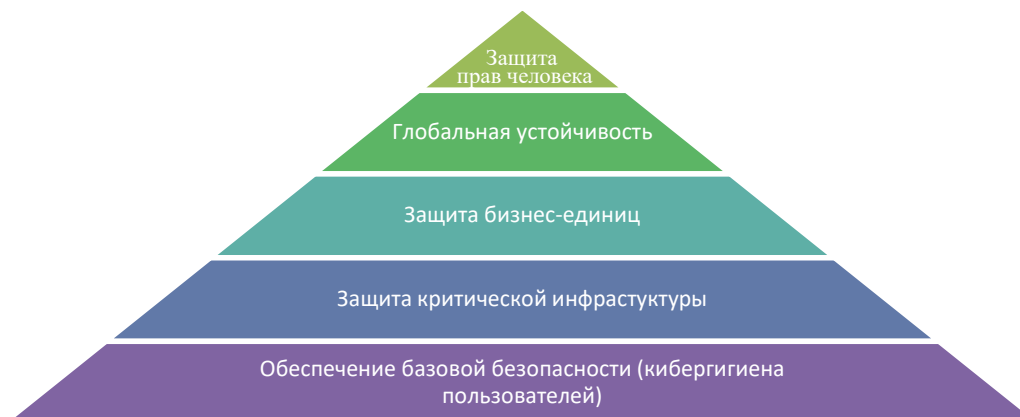 Защита
прав человека
Глобальная устойчивость
Защита бизнес-единиц
Защита критической инфрастуктуры
Обеспечение базовой безопасности (кибергигиена
пользователей)